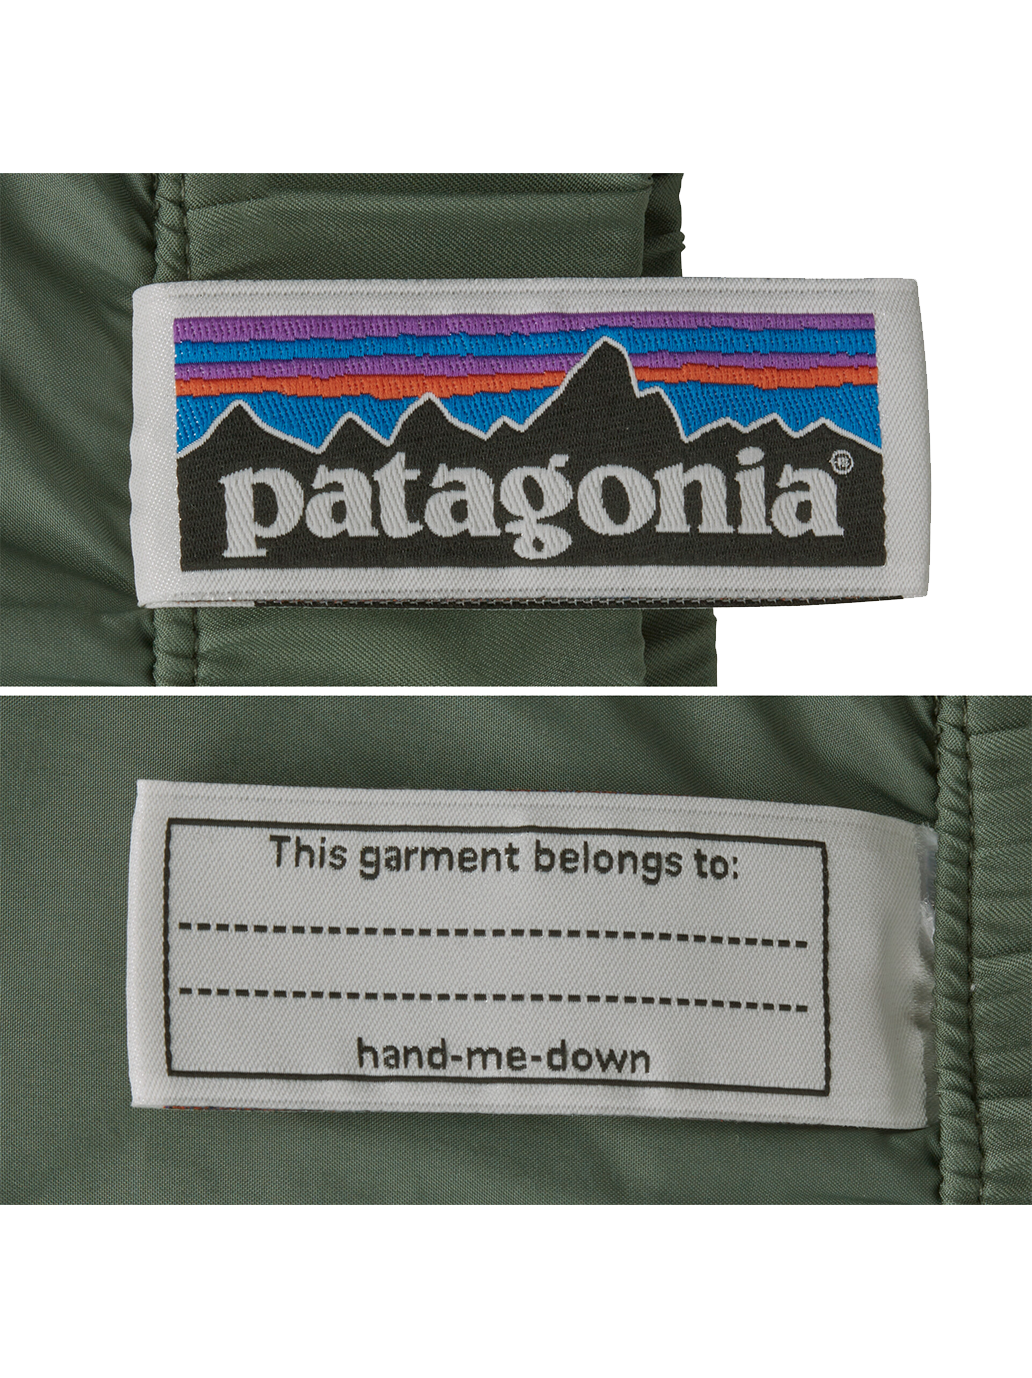 patagonia®
This garment belongs to:
hand-me-down